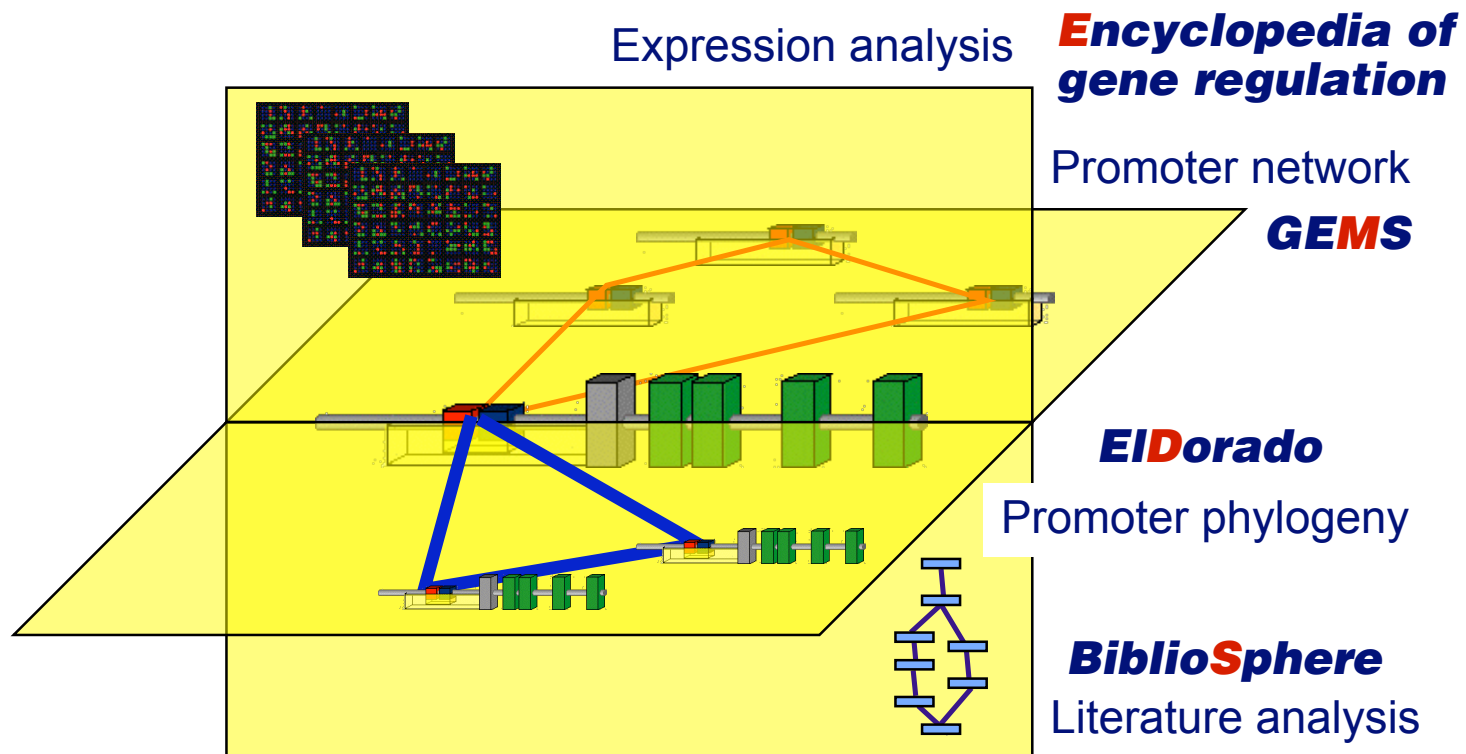 Expression analysis
Encyclopedia of
gene regulation
Promoter network
GEMS
ElDorado
Promoter phylogeny
BiblioSphere
Literature analysis